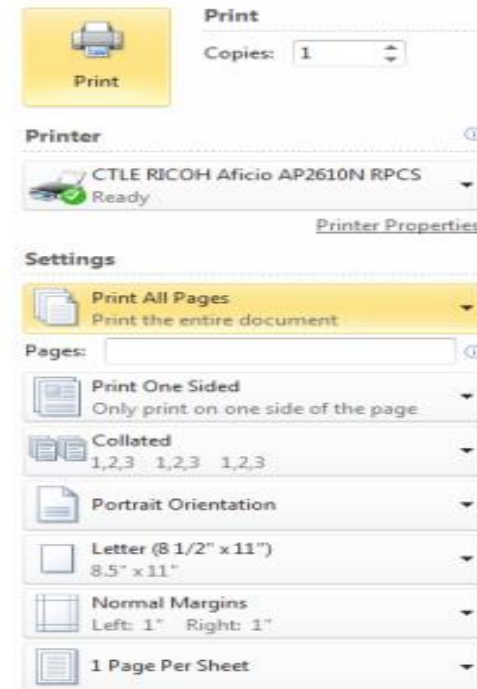 Print
Print
Copies: 1
Printer
CTLE RICOH Aficio AP2610N RPCS
Ready
Printer Properties
Settings
Print All Pages
Print the entire document
Pages:
Print One Sided
Only print on one side of the page
Collated
1,2,3 1,2,3 1,2,3
Portrait Orientation
Letter (8 1/2" x 11")
8.5" x 11"
Normal Margins
Left: 1" Right: 1"
1 Page Per Sheet